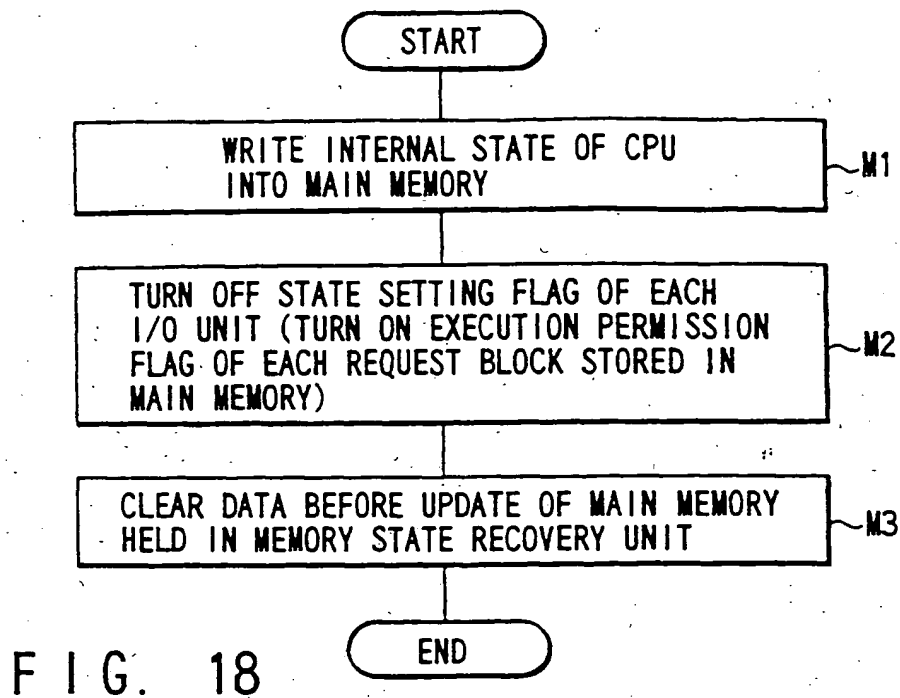 START
WRITE INTERNAL STATE OF CPU
INTO MAIN MEMORY
M1
TURN OFF STATE SETTING FLAG OF EACH
I/O UNIT (TURN ON EXECUTION PERMISSION
FLAG OF EACH REQUEST BLOCK STORED IN
MAIN MEMORY)
M2
CLEAR DATA BEFORE UPDATE OF MAIN MEMORY
HELD IN MEMORY STATE RECOVERY UNIT
M3
END
FIG. 18